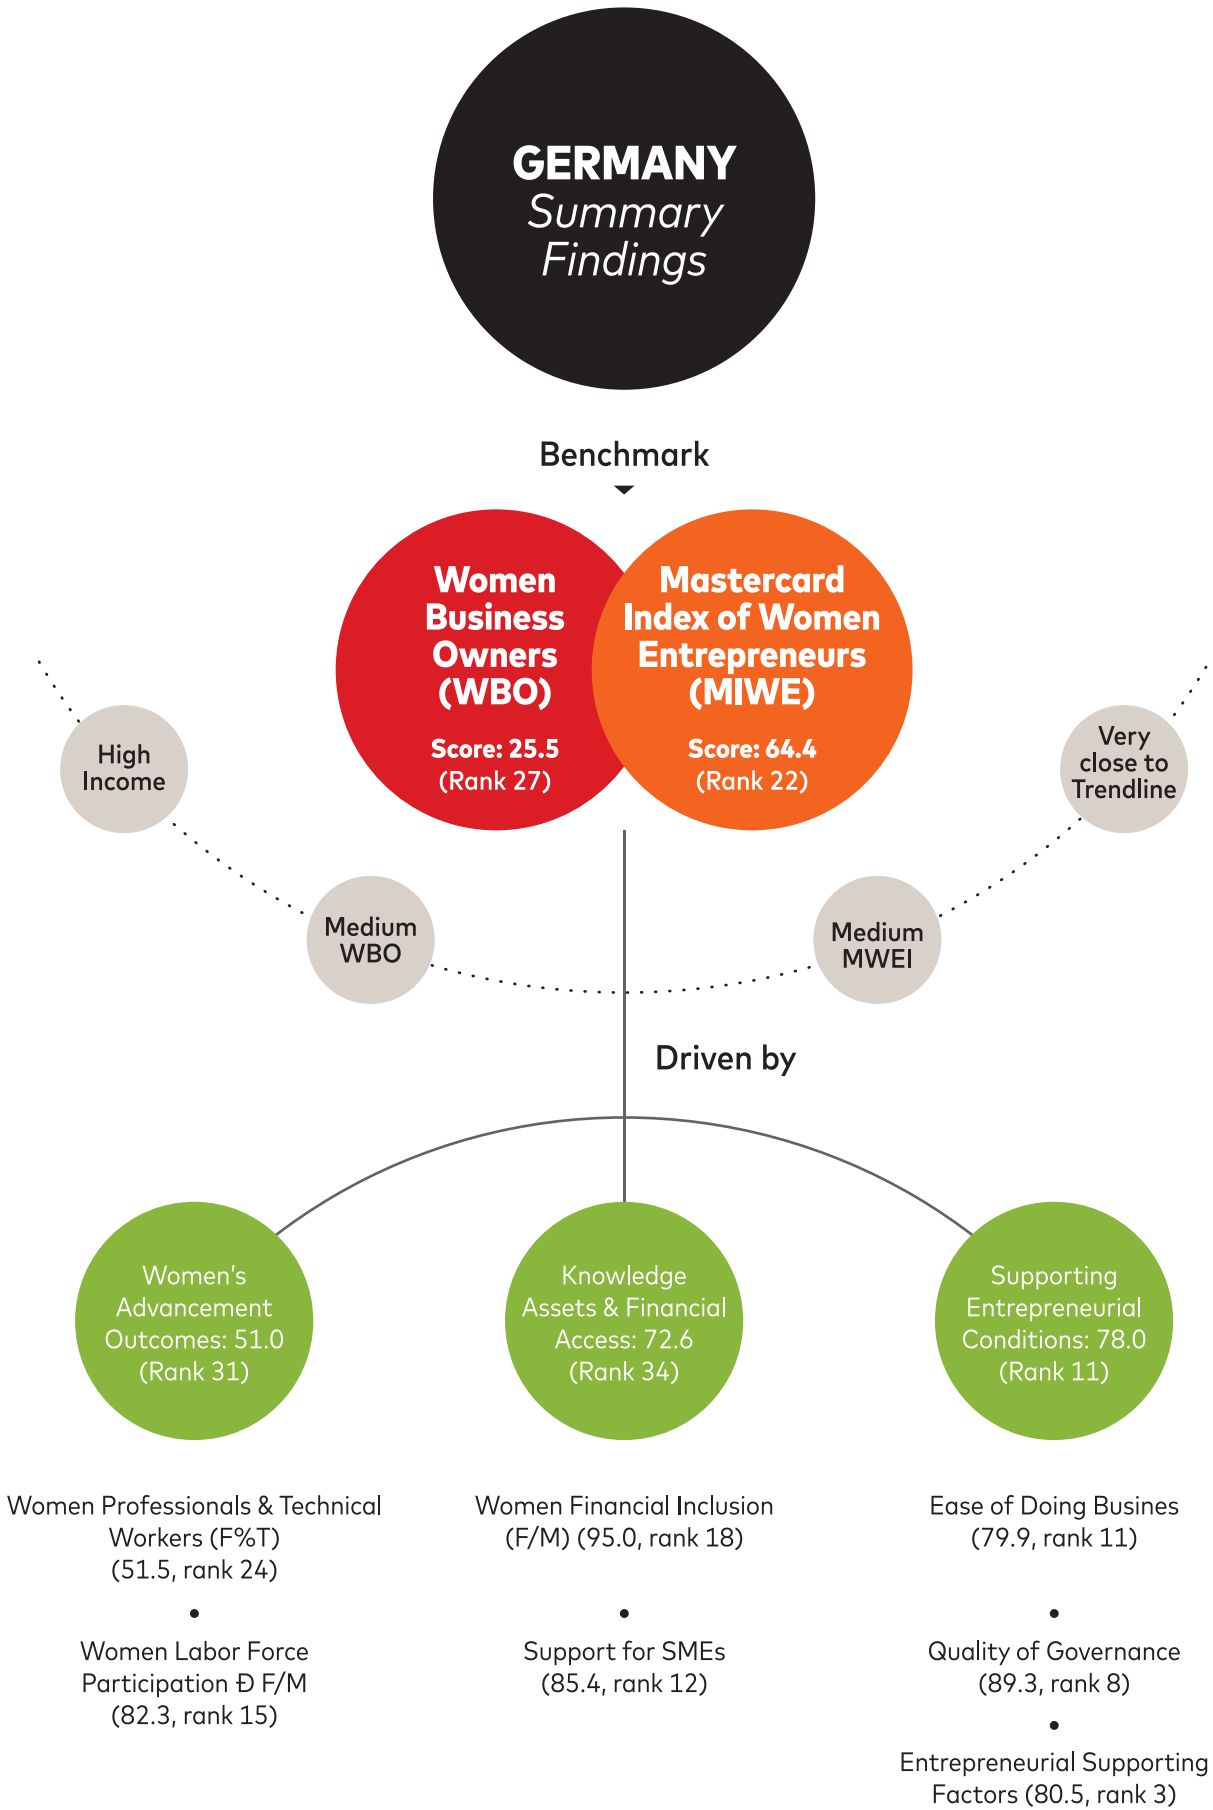 GERMANY
Summary
Findings
Benchmark
Women
Business
Owners
(WBO)
Score: 25.5
(Rank 27)
Mastercard
Index of Women
Entrepreneurs
(MIWE)
Score: 64.4
(Rank 22)
High
Income
Medium
WBO
Medium
MWEI
Very
close to
Trendline
Driven by
Women's
Advancement
Outcomes: 51.0
(Rank 31)
Knowledge
Assets & Financial
Access: 72.6
(Rank 34)
Supporting
Entrepreneurial
Conditions: 78.0
(Rank 11)
Women Professionals & Technical
Workers (F%T)
(51.5, rank 24)
•
Women Labor Force
Participation Ð F/M
(82.3, rank 15)
Women Financial Inclusion
(F/M) (95.0, rank 18)
•
Support for SMEs
(85.4, rank 12)
Ease of Doing Busines
(79.9, rank 11)
•
Quality of Governance
(89.3, rank 8)
•
Entrepreneurial Supporting
Factors (80.5, rank 3)